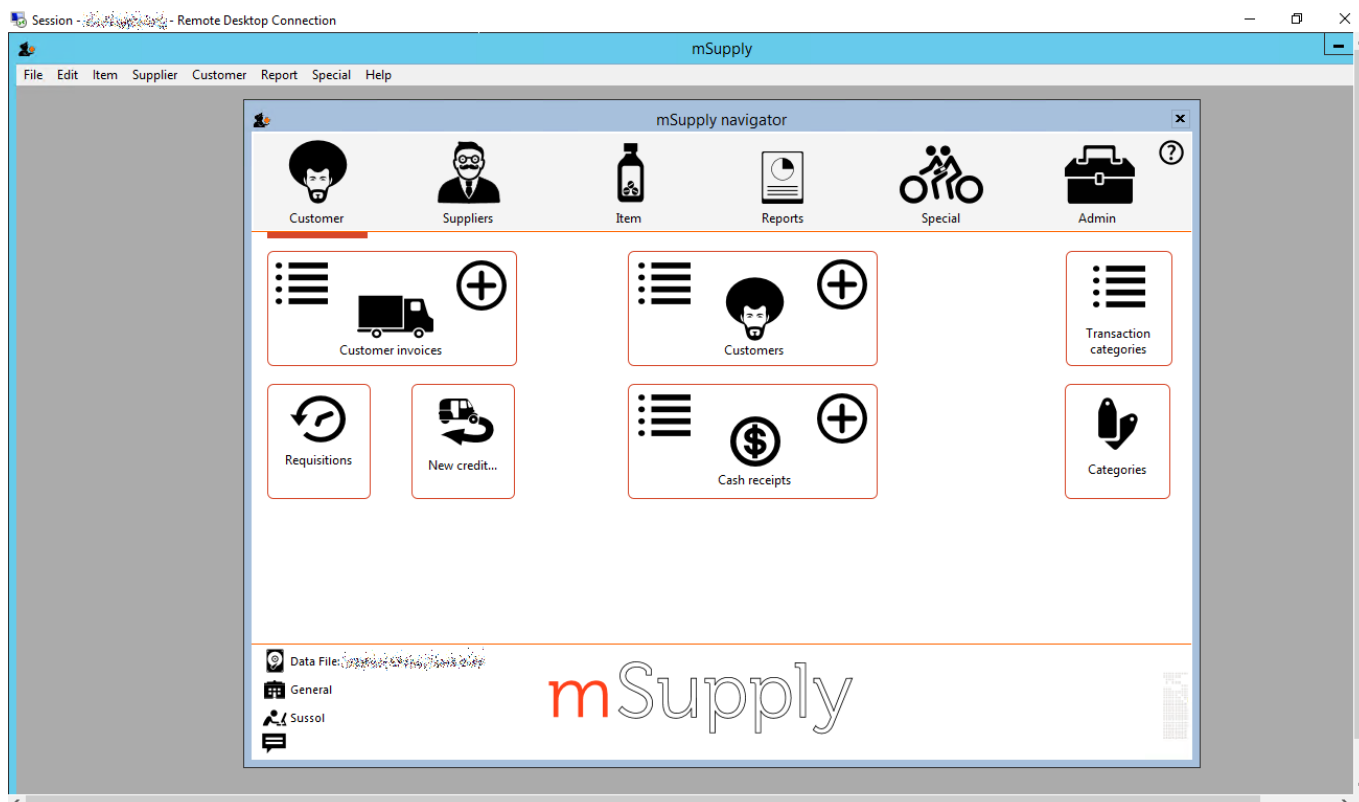 Session - - Remote Desktop Connection
mSupply
File Edit Item Supplier Customer Report Special Help
mSupply navigator
Customer Suppliers Item Reports Special Admin
Customer invoices Customers Transaction categories
Requisitions New credit... Cash receipts Categories
Data File:
General
Sussol
mSupply